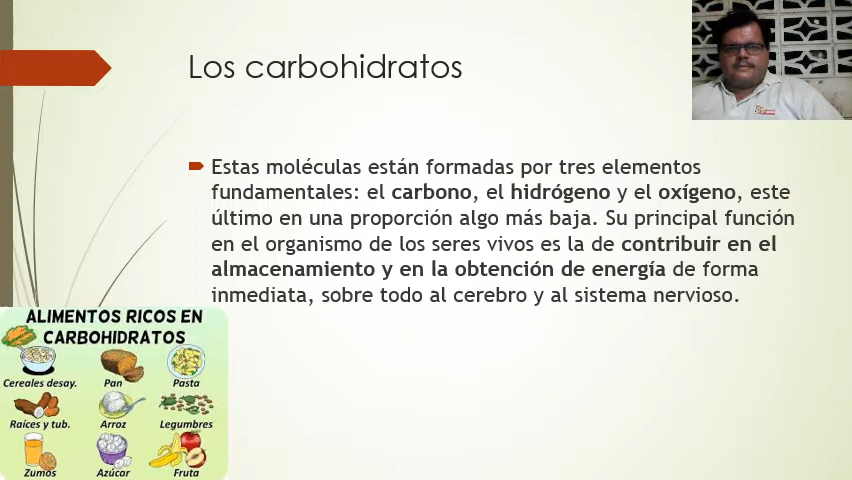 Los carbohidratos
Estas moléculas están formadas por tres elementos
fundamentales: el carbono, el hidrógeno y el oxígeno, este
último en una proporción algo más baja. Su principal función
en el organismo de los seres vivos es la de contribuir en el
almacenamiento y en la obtención de energía de forma
inmediata, sobre todo al cerebro y al sistema nervioso.
ALIMENTOS RICOS EN
CARBOHIDRATOS
Cereales desay. Pan Pasta
Raíces y tub. Arroz Legumbres
Zumos Azúcar Fruta